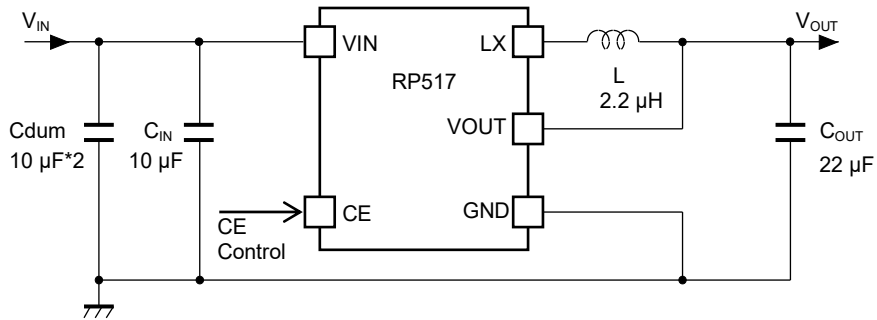 VIN
VOUT
VIN
LX
RP517
L
2.2 µH
VOUT
Cdum
10 µF*2
CIN
10 µF
COUT
22 µF
CE
GND
CE
Control